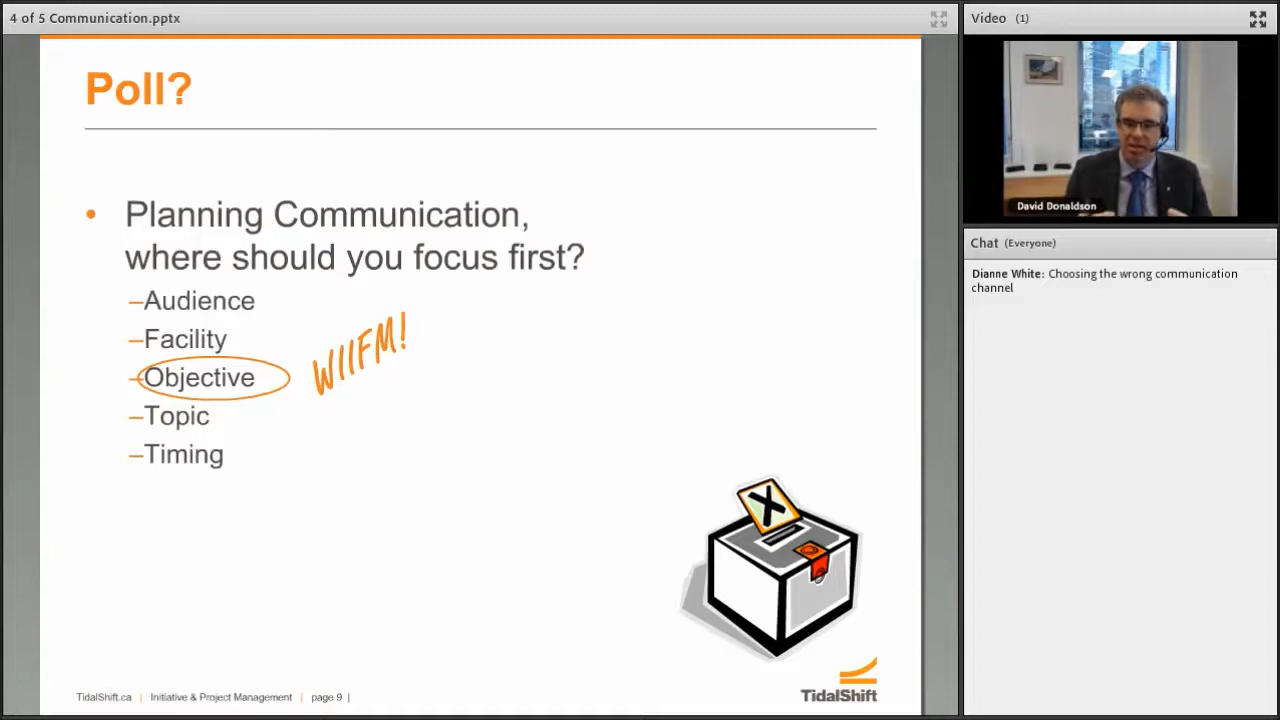 4 of 5 Communication.pptx
Poll?
• Planning Communication,
where should you focus first?
–Audience
–Facility
–Objective
WIIFM!
–Topic
–Timing
X
TidalShift
TidalShift.ca | Initiative & Project Management | page 9 |
Video (1)
David Donaldson
Chat (Everyone)
Dianne White: Choosing the wrong communication
channel